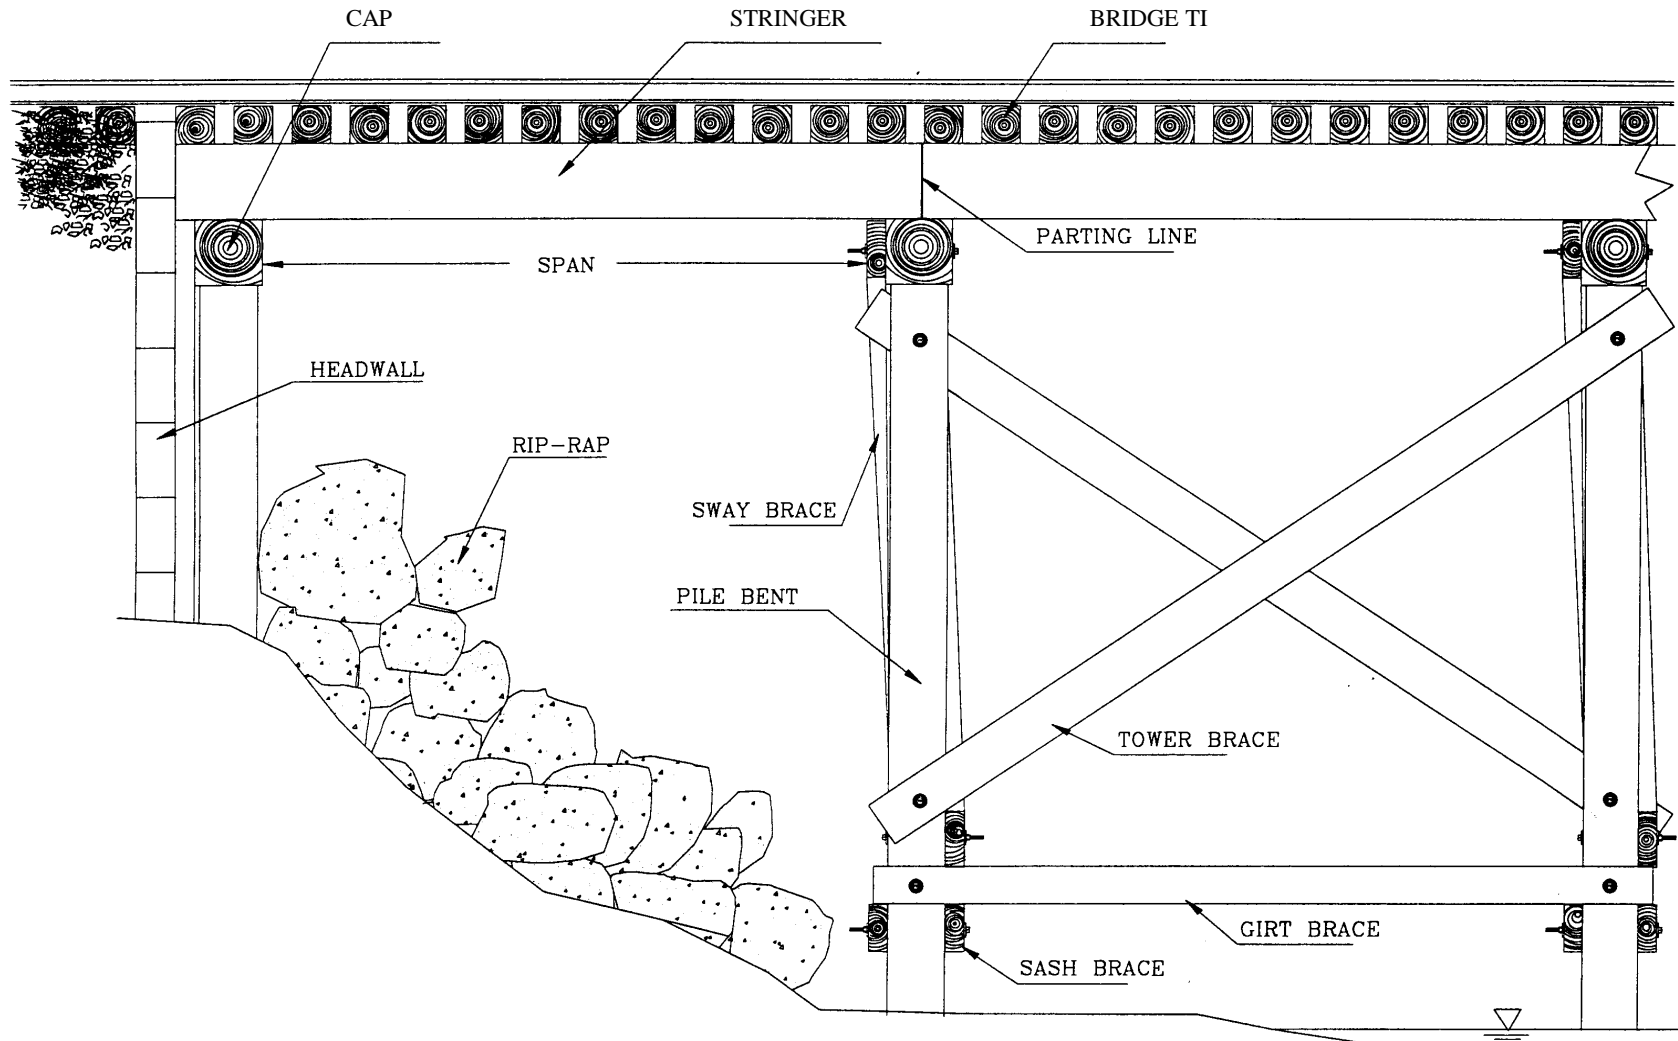 CAP
STRINGER
BRIDGE TI
PARTING LINE
SPAN
HEADWALL
RIP-RAP
SWAY BRACE
PILE BENT
TOWER BRACE
GIRT BRACE
SASH BRACE